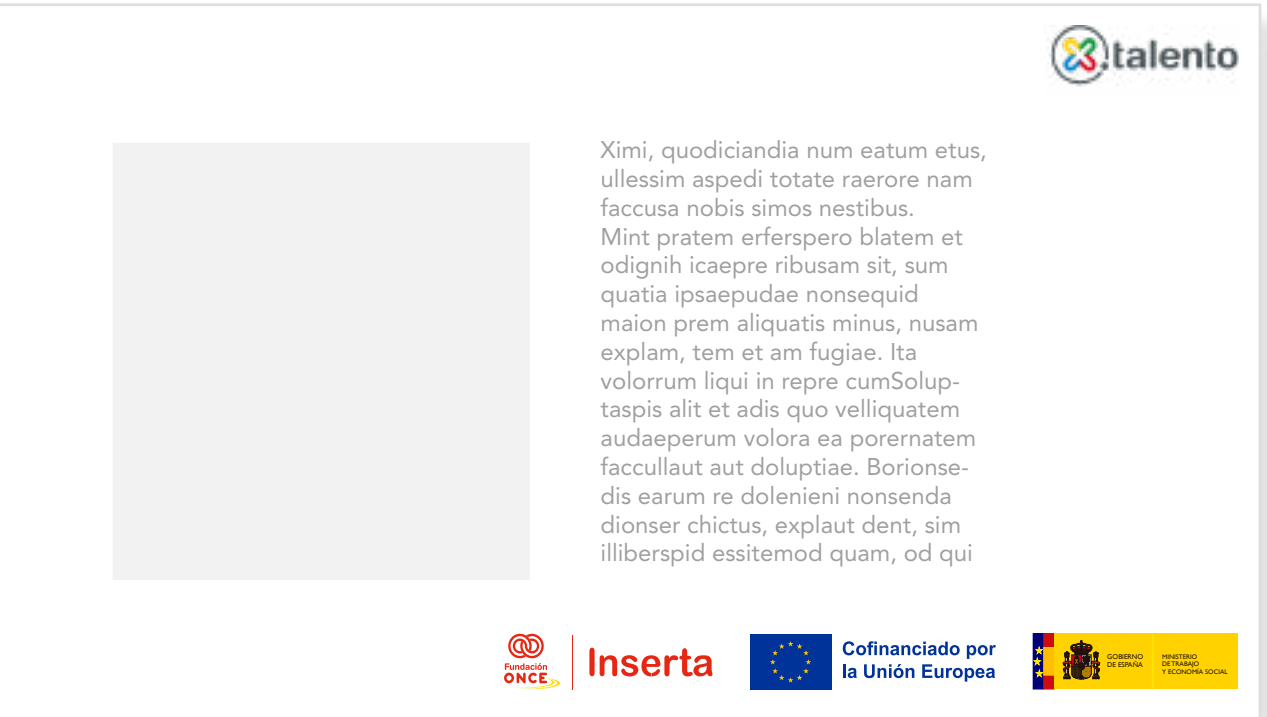 talento
Ximi, quodiciandia num eatum etus,
ullessim aspedi totate raerore nam
faccusa nobis simos nestibus.
Mint pratem erferspero blatem et
odignih icaepre ribusam sit, sum
quatia ipsaepudae nonsequid
maion prem aliquatis minus, nusam
explam, tem et am fugiae. Ita
volorrum liqui in repre cumSolup-
taspis alit et adis quo velliquatem
audaeperum volora ea porernatem
faccullaut aut doluptiae. Borionse-
dis earum re dolenieni nonsenda
dionser chictus, explaut dent, sim
illiberspid essitemod quam, od qui
Fundación
ONCE
Inserta
Cofinanciado por
la Unión Europea
GOBIERNO
DE ESPAÑA
MINISTERIO
DE TRABAJO
Y ECONOMÍA SOCIAL